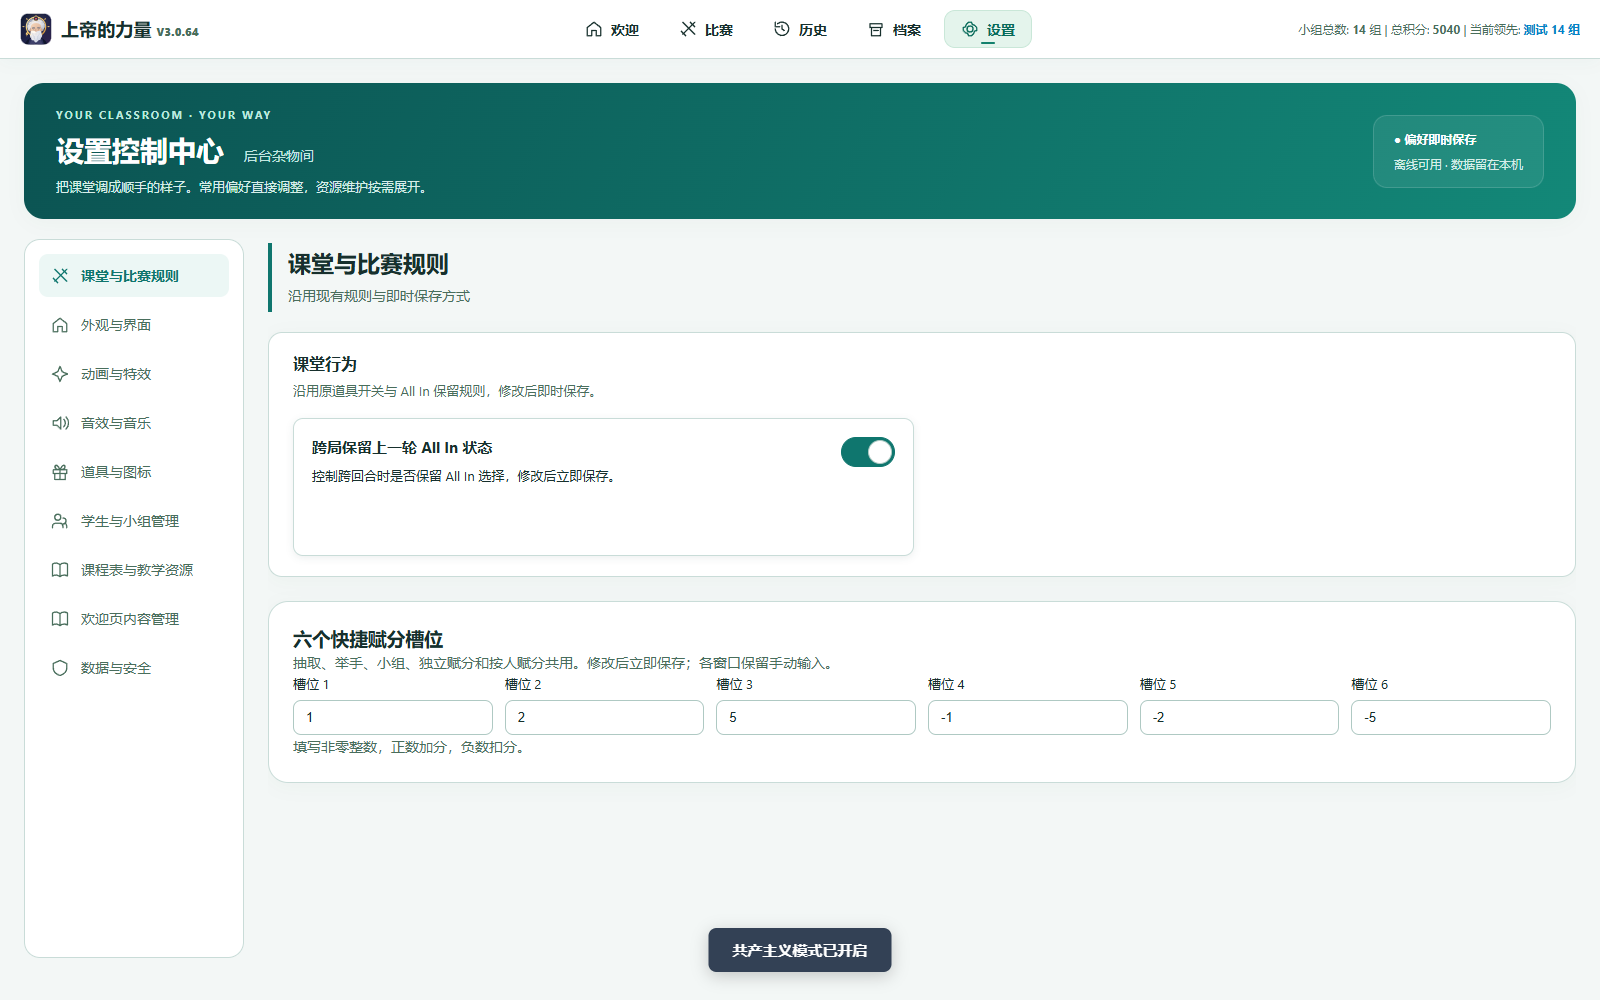 上帝的力量 V3.0.64
欢迎
比赛
历史
档案
设置
小组总数: 14 组 | 总积分: 5040 | 当前领先: 测试 14 组
YOUR CLASSROOM · YOUR WAY
设置控制中心 后台杂物间
把课堂调成顺手的样子。常用偏好直接调整，资源维护按需展开。
● 偏好即时保存
离线可用 · 数据留在本机
课堂与比赛规则
外观与界面
动画与特效
音效与音乐
道具与图标
学生与小组管理
课程表与教学资源
欢迎页内容管理
数据与安全
课堂与比赛规则
沿用现有规则与即时保存方式
课堂行为
沿用原道具开关与 All In 保留规则，修改后即时保存。
跨局保留上一轮 All In 状态
控制跨回合时是否保留 All In 选择，修改后立即保存。
六个快捷赋分槽位
抽取、举手、小组、独立赋分和按人赋分共用。修改后立即保存；各窗口保留手动输入。
槽位 1
槽位 2
槽位 3
槽位 4
槽位 5
槽位 6
1
2
5
-1
-2
-5
填写非零整数，正数加分，负数扣分。
共产主义模式已开启